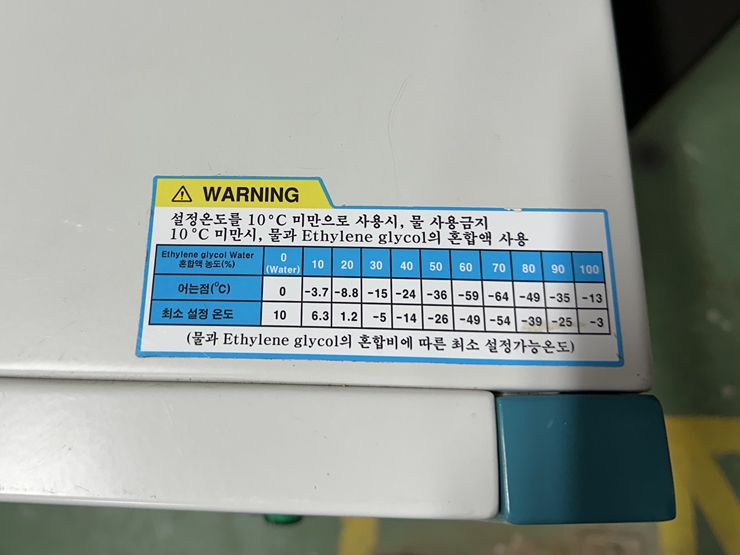 ⚠ WARNING
설정온도를 10°C 미만으로 사용시, 물 사용금지
10°C 미만시, 물과 Ethylene glycol의 혼합액 사용
Ethylene glycol Water 혼합액 농도(%) 0 (Water) 10 20 30 40 50 60 70 80 90 100
어는점(°C) 0 -3.7 -8.8 -15 -24 -36 -59 -64 -49 -35 -13
최소 설정 온도 10 6.3 1.2 -5 -14 -26 -49 -54 -39 -25 -3
(물과 Ethylene glycol의 혼합비에 따른 최소 설정가능온도)